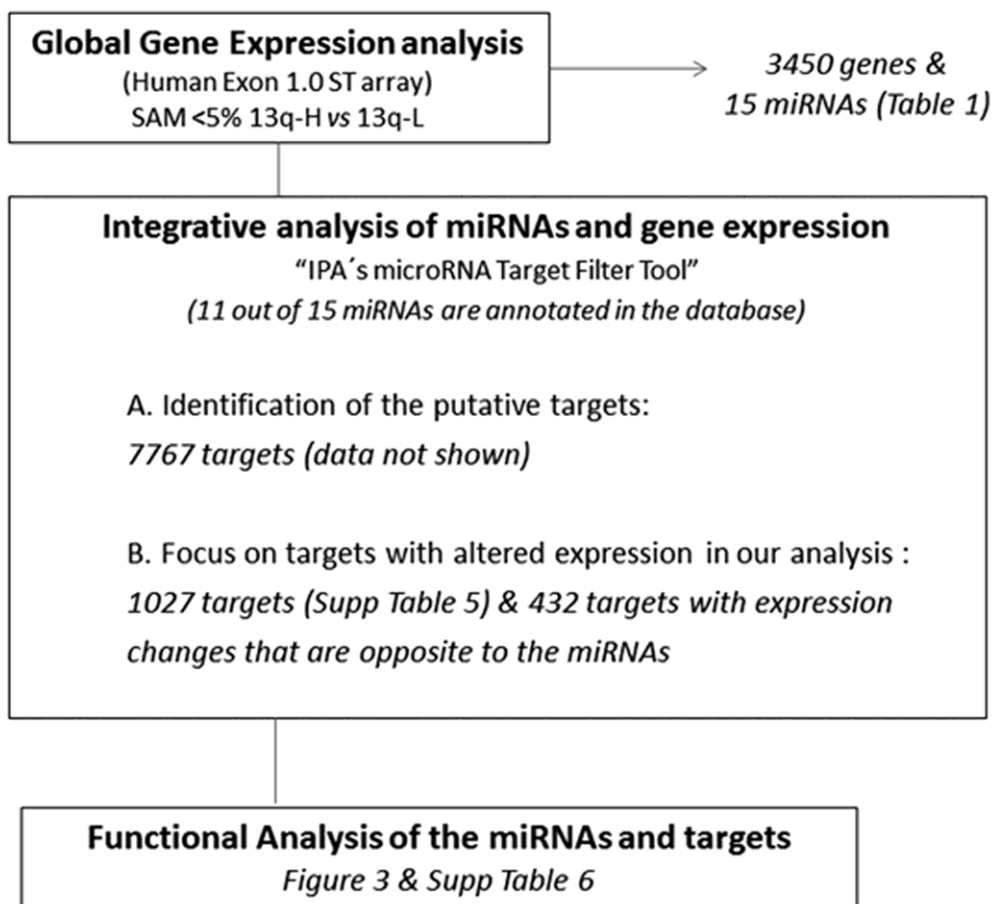 Global Gene Expression analysis
(Human Exon 1.0 ST array)
SAM <5% 13q-H vs 13q-L
3450 genes &
15 miRNAs (Table 1)
Integrative analysis of miRNAs and gene expression
“IPA´s microRNA Target Filter Tool”
(11 out of 15 miRNAs are annotated in the database)
A. Identification of the putative targets:
7767 targets (data not shown)
B. Focus on targets with altered expression in our analysis :
1027 targets (Supp Table 5) & 432 targets with expression
changes that are opposite to the miRNAs
Functional Analysis of the miRNAs and targets
Figure 3 & Supp Table 6